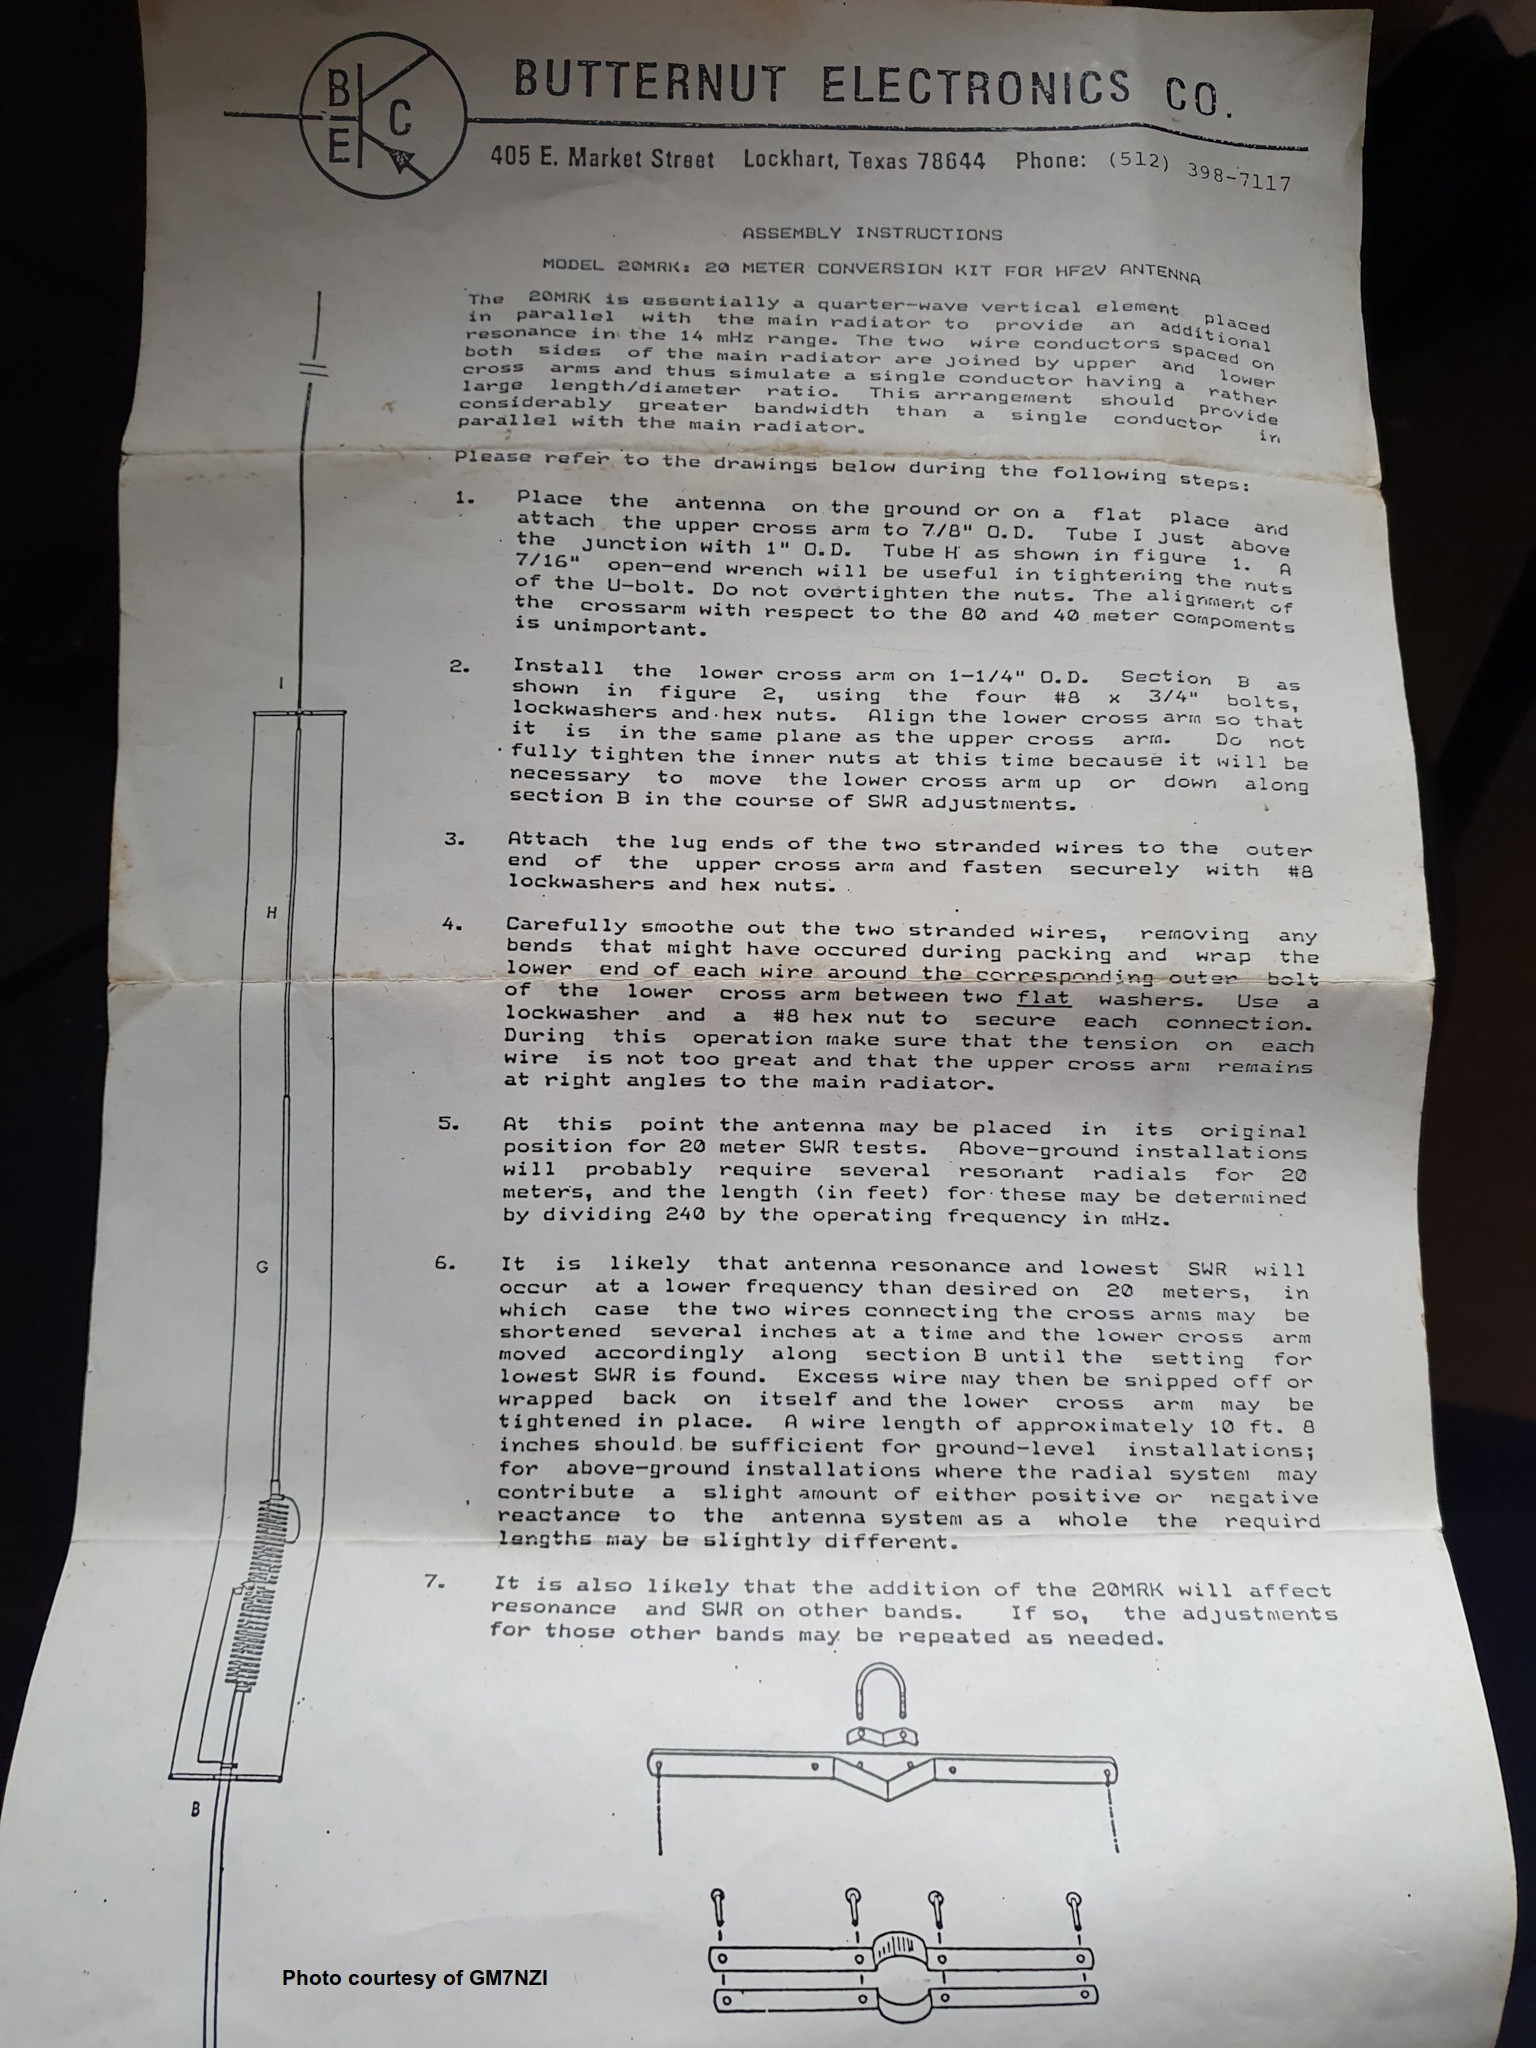 B C E
BUTTERNUT ELECTRONICS CO.
405 E. Market Street Lockhart, Texas 78644 Phone: (512) 398-7117
ASSEMBLY INSTRUCTIONS
MODEL 20MRK: 20 METER CONVERSION KIT FOR HF2V ANTENNA
The 20MRK is essentially a quarter-wave vertical element placed
in parallel with the main radiator to provide an additional
resonance in the 14 mHz range. The two wire conductors spaced on
both sides of the main radiator are joined by upper and lower
cross arms and thus simulate a single conductor having a rather
large length/diameter ratio. This arrangement should provide
considerably greater bandwidth than a single conductor in
parallel with the main radiator.
Please refer to the drawings below during the following steps:
1. Place the antenna on the ground or on a flat place and
attach the upper cross arm to 7/8" O.D. Tube I just above
the junction with 1" O.D. Tube H as shown in figure 1. A
7/16" open-end wrench will be useful in tightening the nuts
of the U-bolt. Do not overtighten the nuts. The alignment of
the crossarm with respect to the 80 and 40 meter compoments
is unimportant.
2. Install the lower cross arm on 1-1/4" O.D. Section B as
shown in figure 2, using the four #8 x 3/4" bolts,
lockwashers and hex nuts. Align the lower cross arm so that
it is in the same plane as the upper cross arm. Do not
fully tighten the inner nuts at this time because it will be
necessary to move the lower cross arm up or down along
section B in the course of SWR adjustments.
3. Attach the lug ends of the two stranded wires to the outer
end of the upper cross arm and fasten securely with #8
lockwashers and hex nuts.
4. Carefully smoothe out the two stranded wires, removing any
bends that might have occured during packing and wrap the
lower end of each wire around the corresponding outer bolt
of the lower cross arm between two flat washers. Use a
lockwasher and a #8 hex nut to secure each connection.
During this operation make sure that the tension on each
wire is not too great and that the upper cross arm remains
at right angles to the main radiator.
5. At this point the antenna may be placed in its original
position for 20 meter SWR tests. Above-ground installations
will probably require several resonant radials for 20
meters, and the length (in feet) for these may be determined
by dividing 240 by the operating frequency in mHz.
6. It is likely that antenna resonance and lowest SWR will
occur at a lower frequency than desired on 20 meters, in
which case the two wires connecting the cross arms may be
shortened several inches at a time and the lower cross arm
moved accordingly along section B until the setting for
lowest SWR is found. Excess wire may then be snipped off or
wrapped back on itself and the lower cross arm may be
tightened in place. A wire length of approximately 10 ft. 8
inches should be sufficient for ground-level installations;
for above-ground installations where the radial system may
contribute a slight amount of either positive or negative
reactance to the antenna system as a whole the requird
lengths may be slightly different.
7. It is also likely that the addition of the 20MRK will affect
resonance and SWR on other bands. If so, the adjustments
for those other bands may be repeated as needed.
I
H
G
B
Photo courtesy of GM7NZI